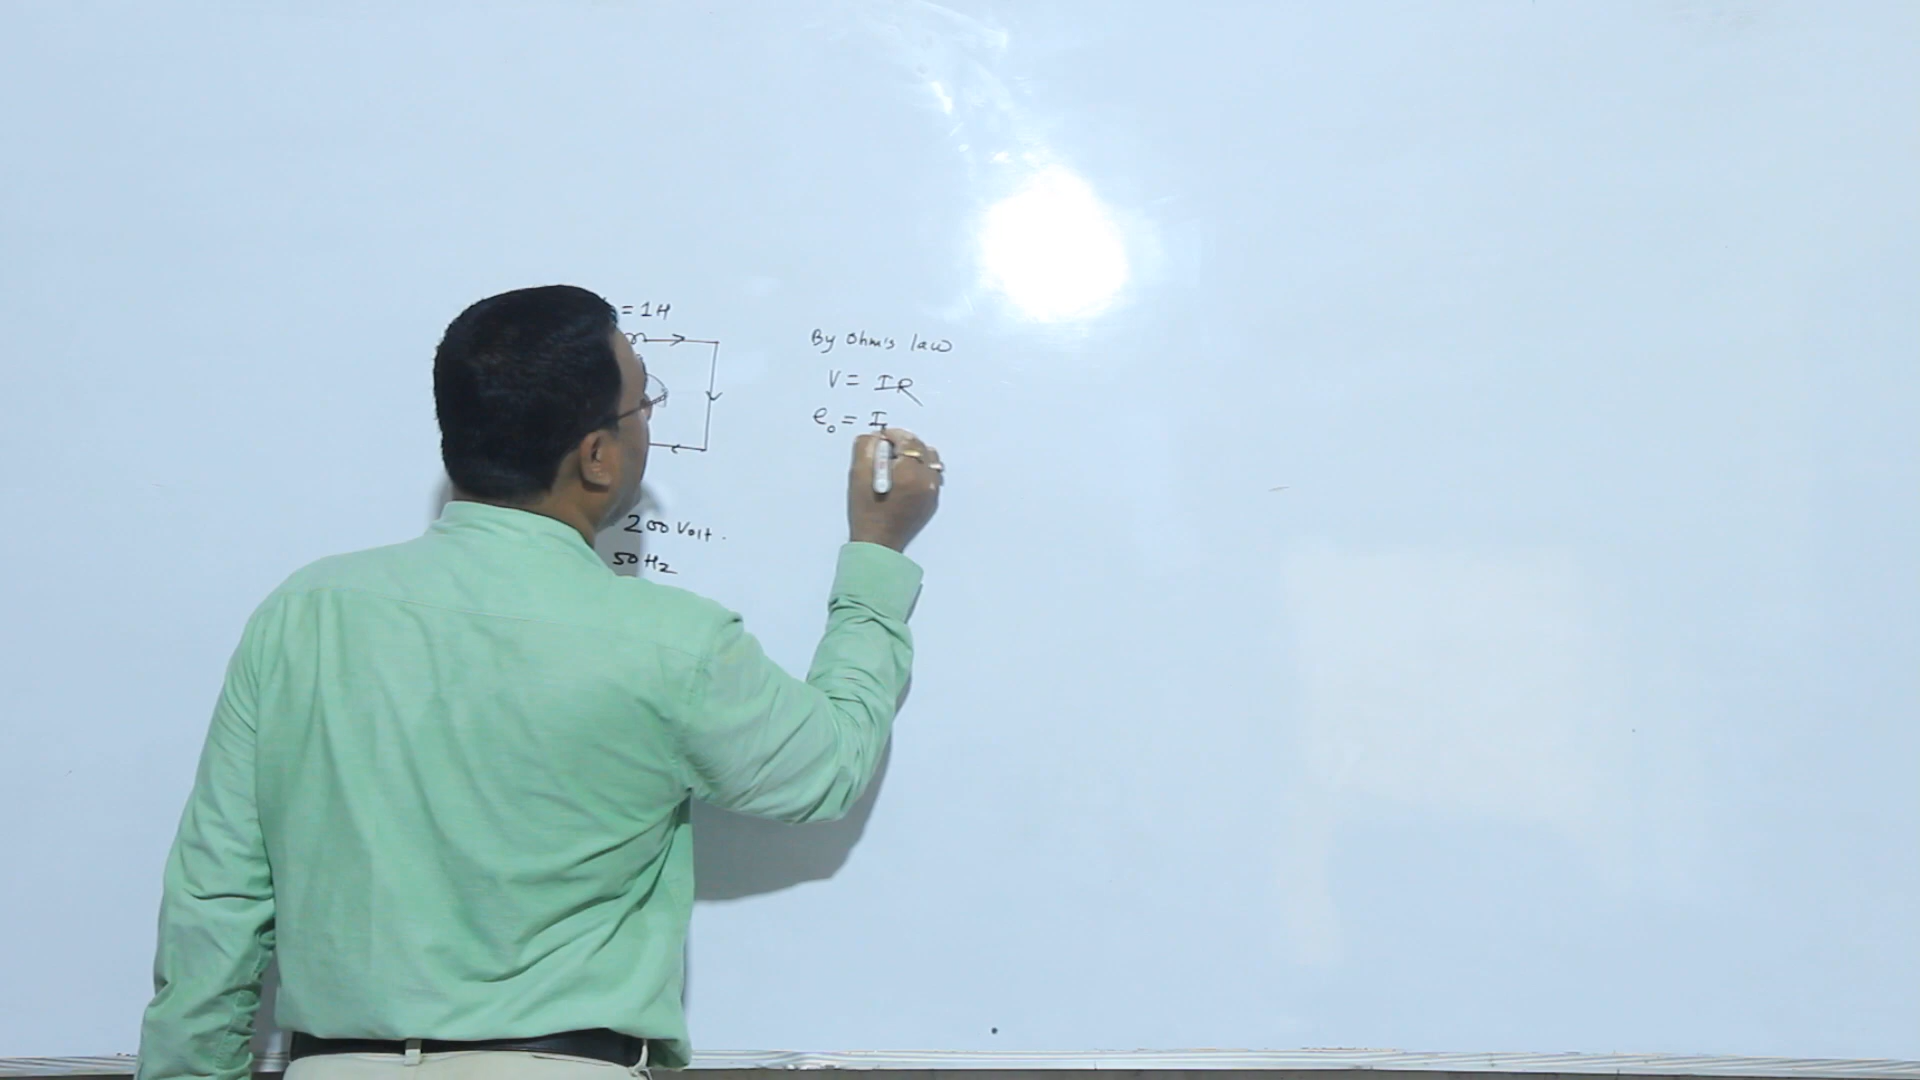 = 1H
200 Volt.
50 Hz
By Ohm's law
V = IR
e₀ = I